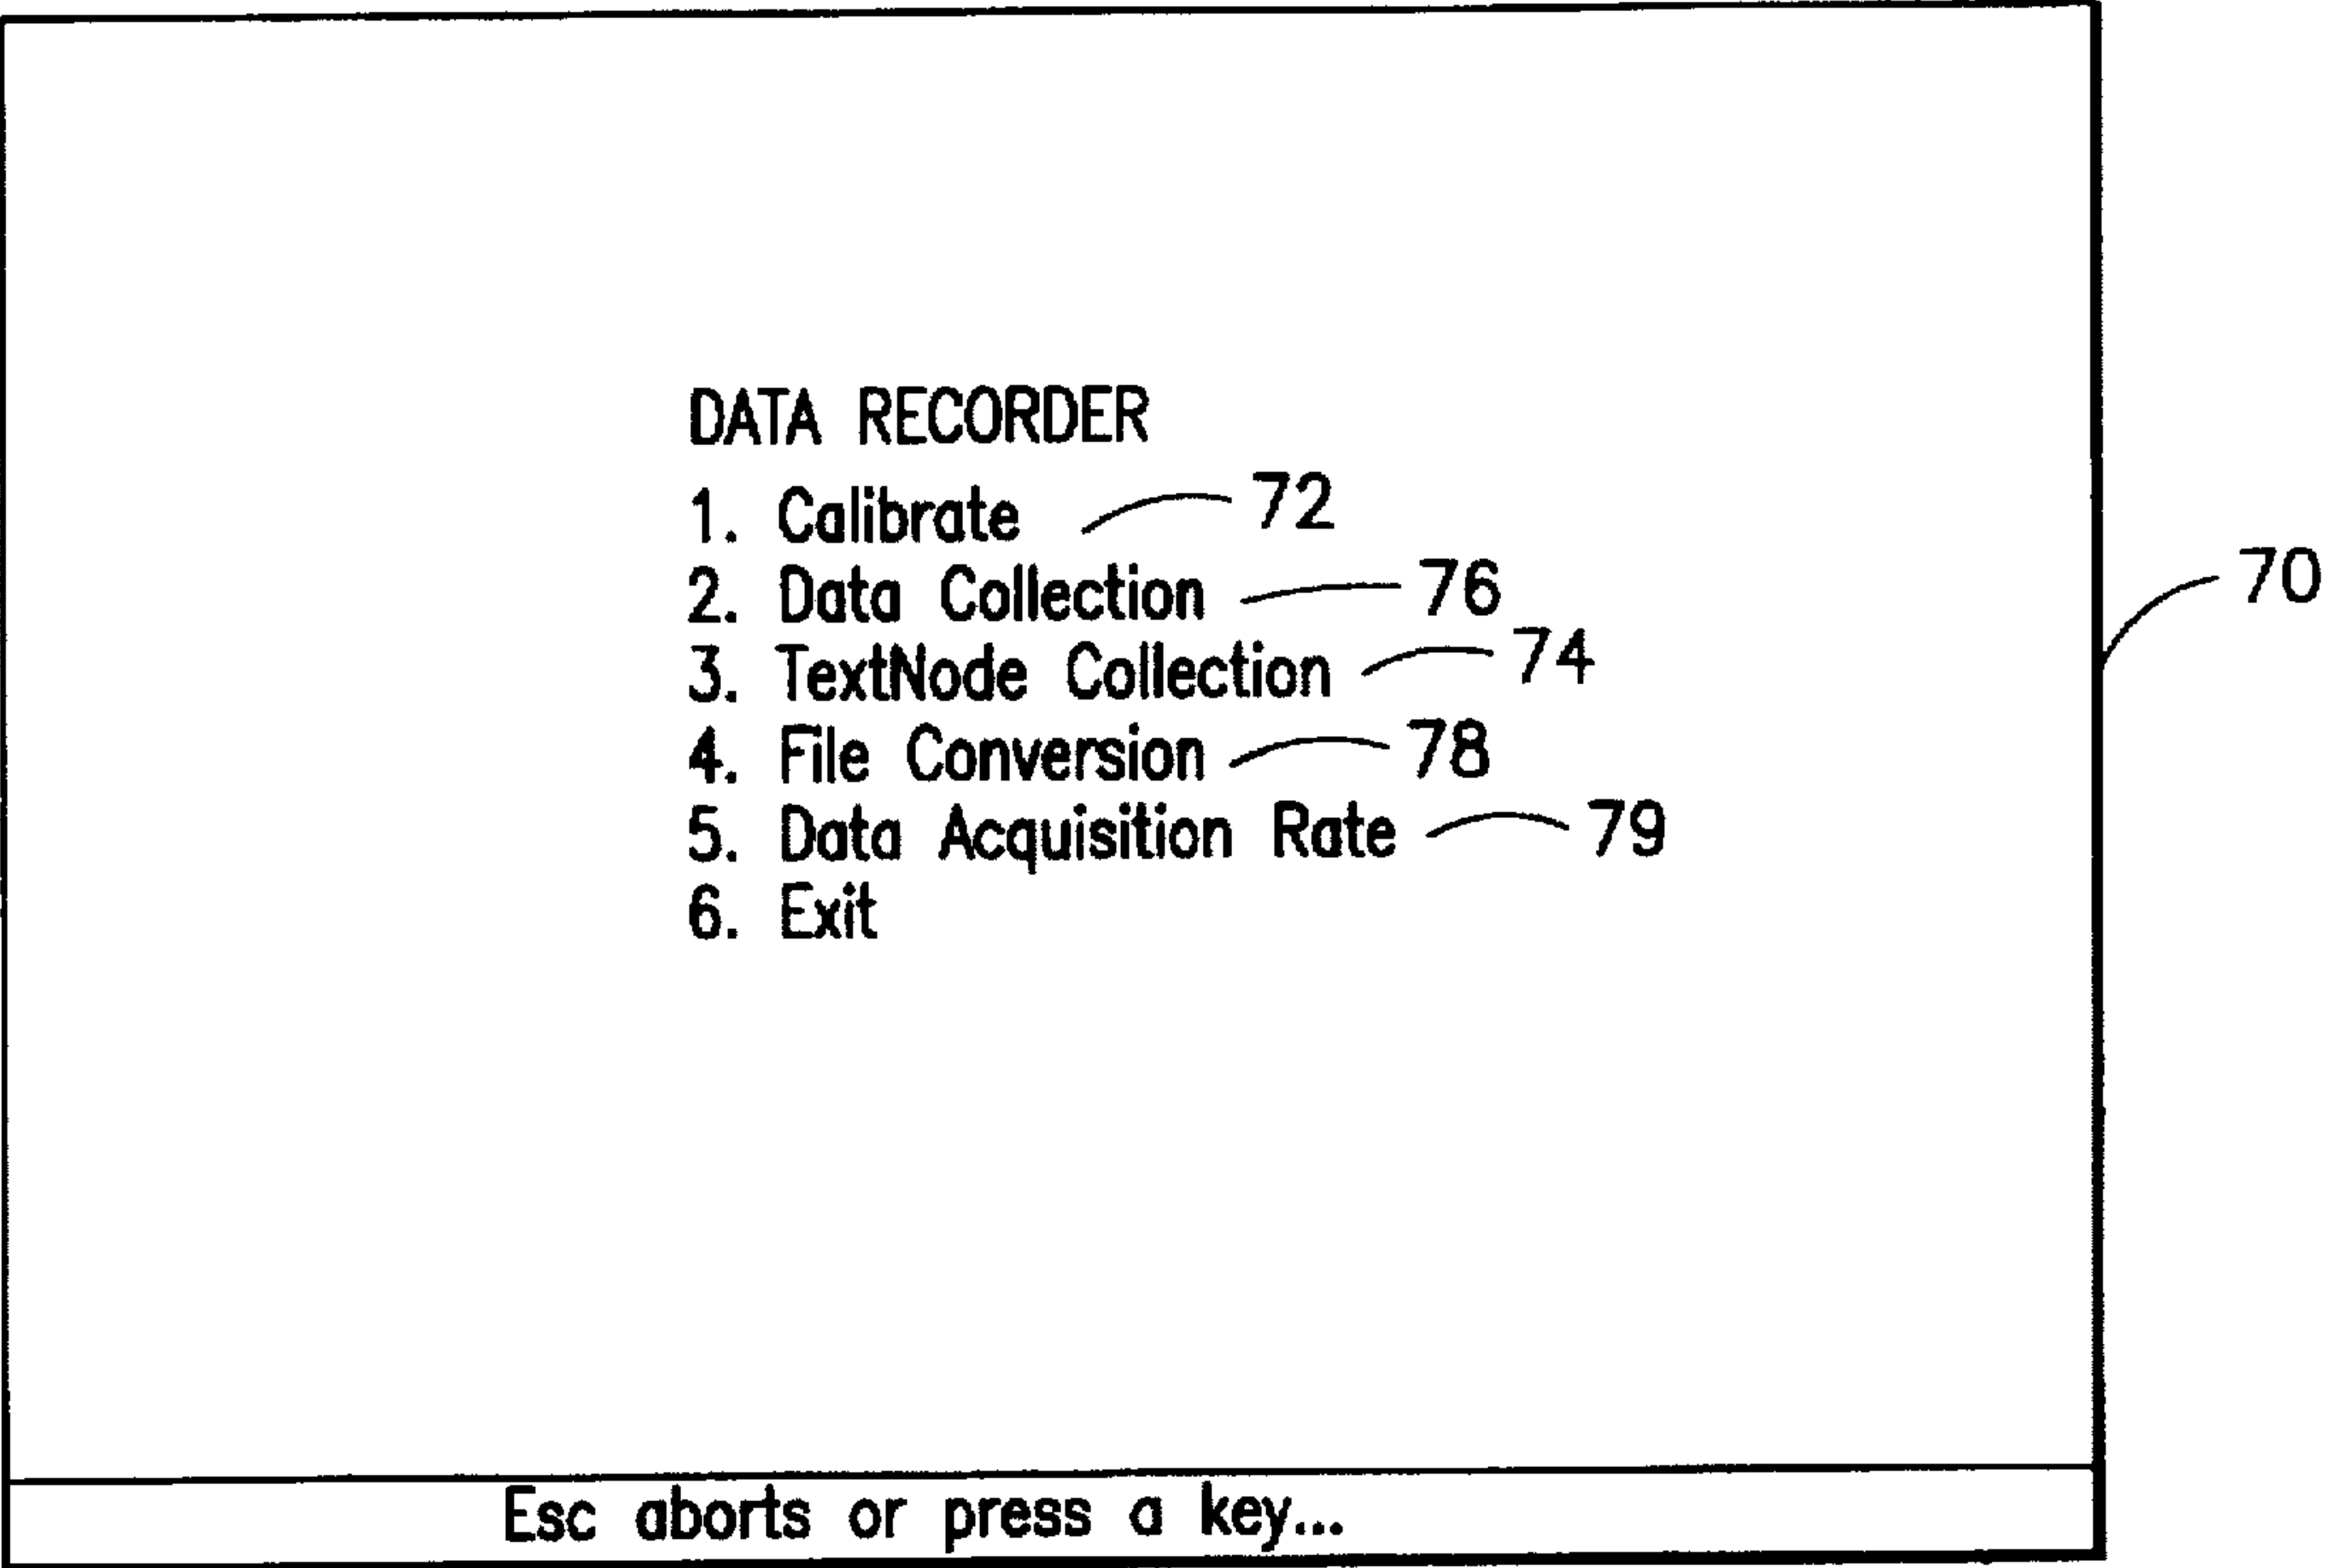 DATA RECORDER
1. Calibrate 72
2. Data Collection 76
3. TextNode Collection 74
4. File Conversion 78
5. Data Acquisition Rate 79
6. Exit
70
Esc aborts or press a key...